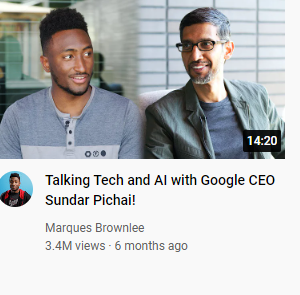 14:20
Talking Tech and AI with Google CEO
Sundar Pichai!
Marques Brownlee
3.4M views · 6 months ago